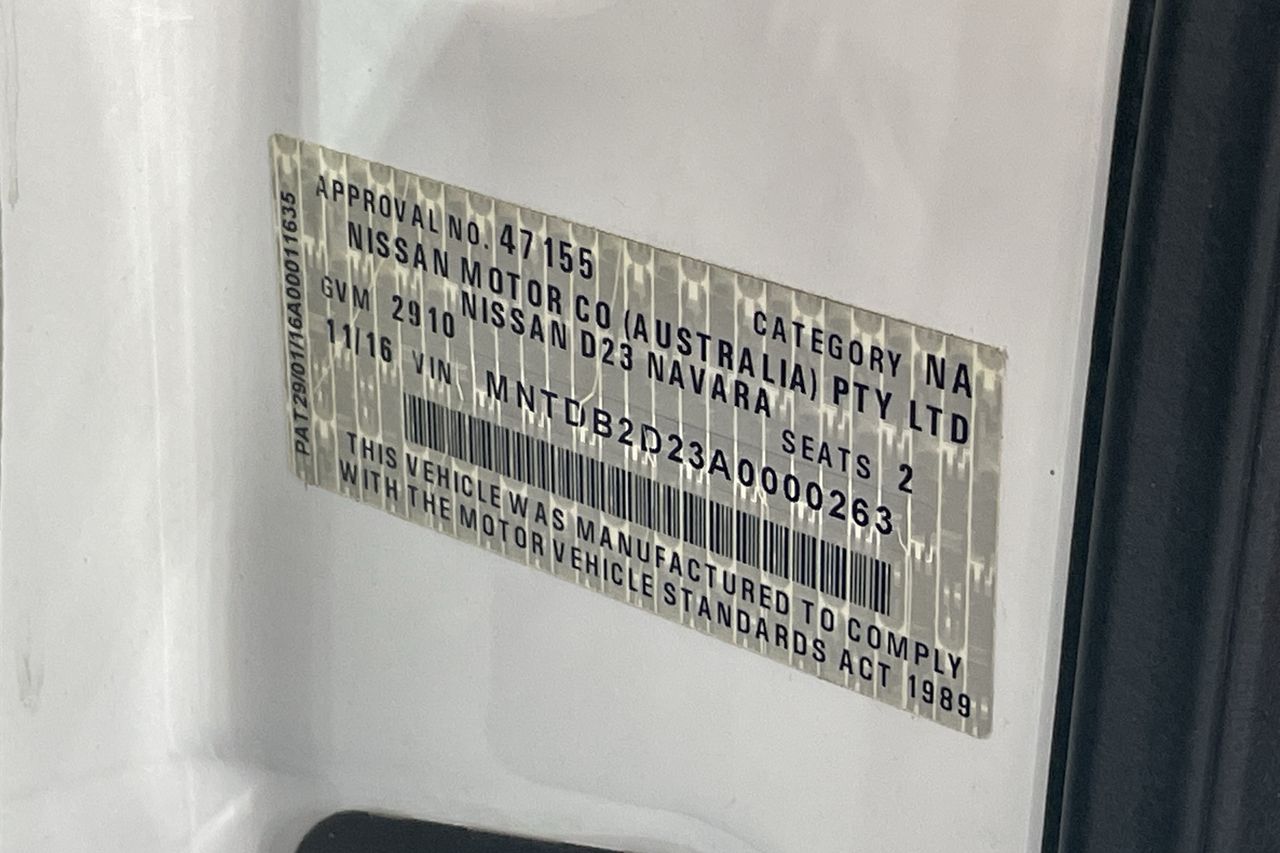 APPROVAL NO. 47155 CATEGORY NA
NISSAN MOTOR CO (AUSTRALIA) PTY LTD
NISSAN D23 NAVARA
GVM 2910 SEATS 2
11/16 VIN MNTDB2D23A0000263
THIS VEHICLE WAS MANUFACTURED TO COMPLY
WITH THE MOTOR VEHICLE STANDARDS ACT 1989
PAT29/01/16A00011635